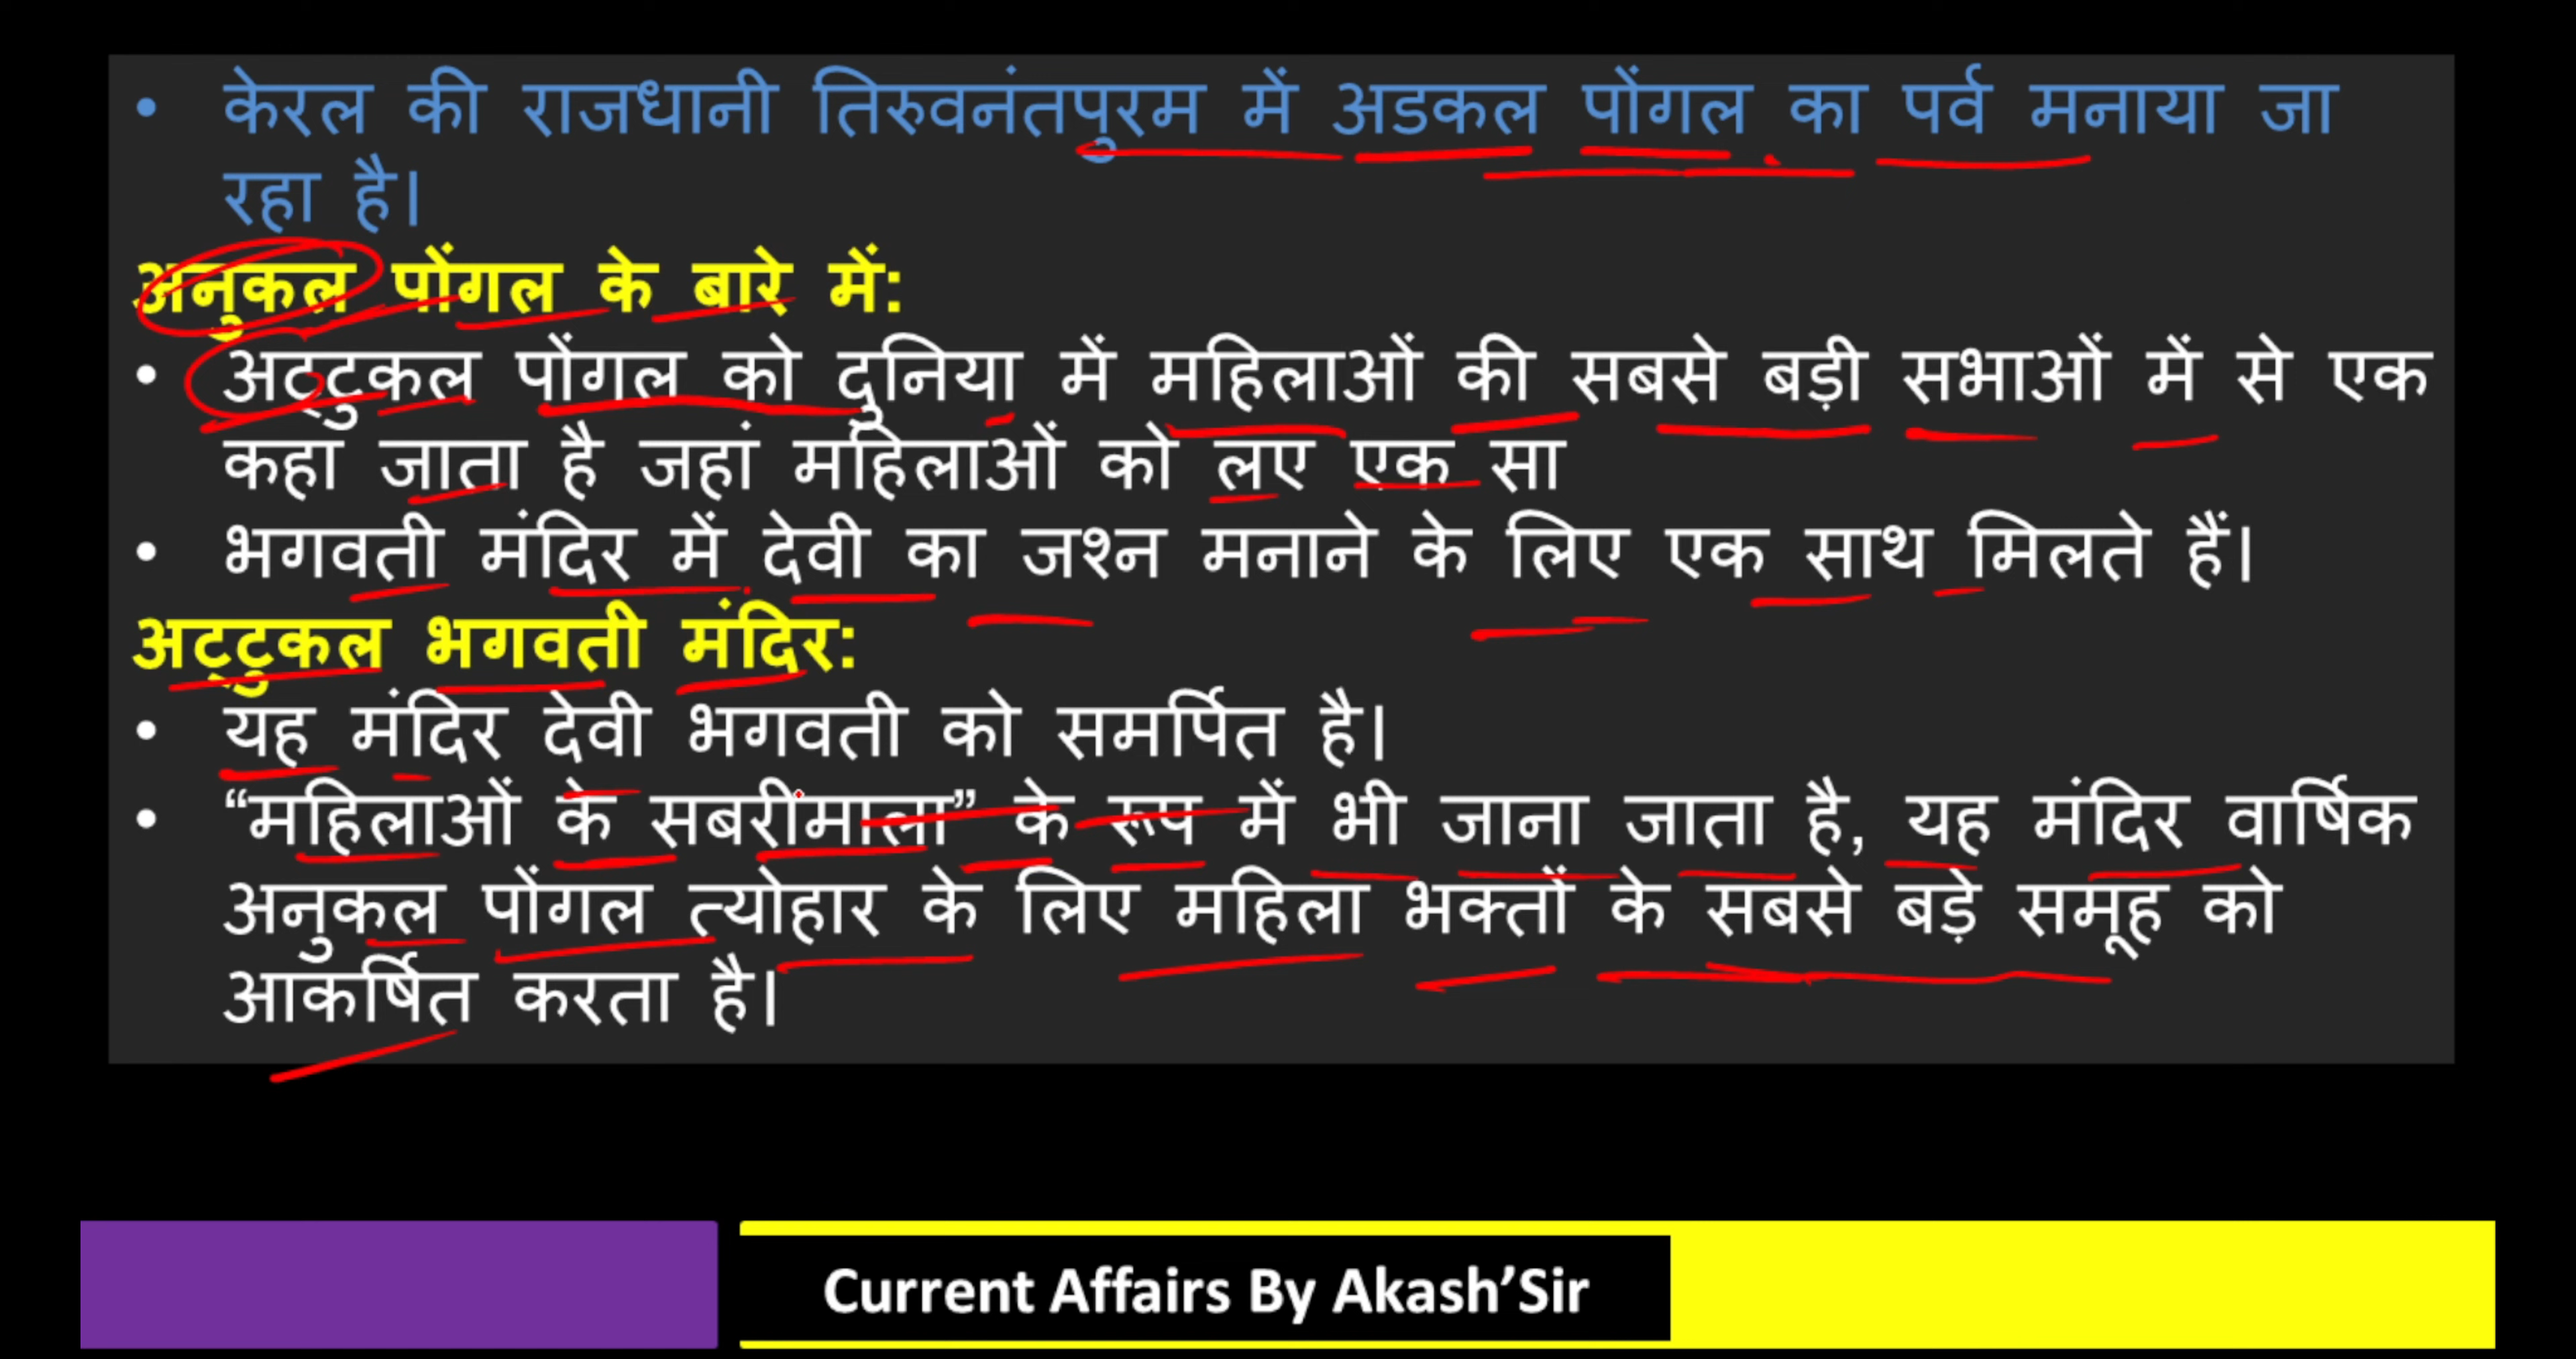 • केरल की राजधानी तिरुवनंतपुरम में अडकल पोंगल का पर्व मनाया जा
रहा है।
अनुकल पोंगल के बारे में:
• अट्टुकल पोंगल को दुनिया में महिलाओं की सबसे बड़ी सभाओं में से एक
कहा जाता है जहां महिलाओं को लए एक सा
• भगवती मंदिर में देवी का जश्न मनाने के लिए एक साथ मिलते हैं।
अट्टुकल भगवती मंदिर:
• यह मंदिर देवी भगवती को समर्पित है।
• “महिलाओं के सबरीमाला” के रूप में भी जाना जाता है, यह मंदिर वार्षिक
अनुकल पोंगल त्योहार के लिए महिला भक्तों के सबसे बड़े समूह को
आकर्षित करता है।
Current Affairs By Akash’Sir